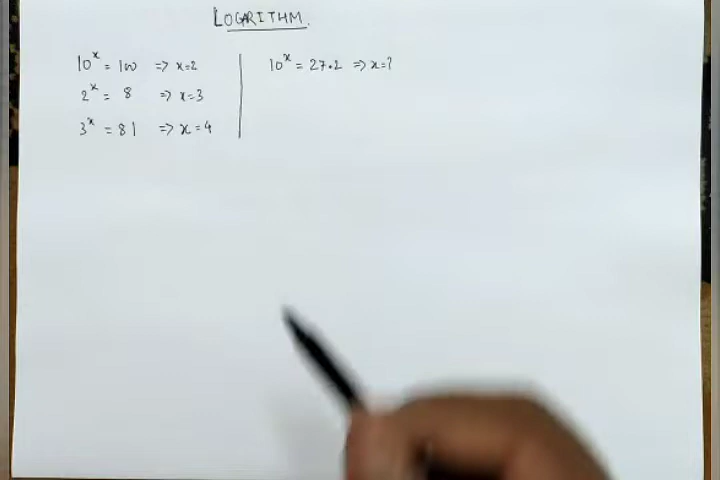 LOGARITHM.
10^x = 100 => x=2
2^x = 8 => x=3
3^x = 81 => x=4
10^x = 27.2 => x=?